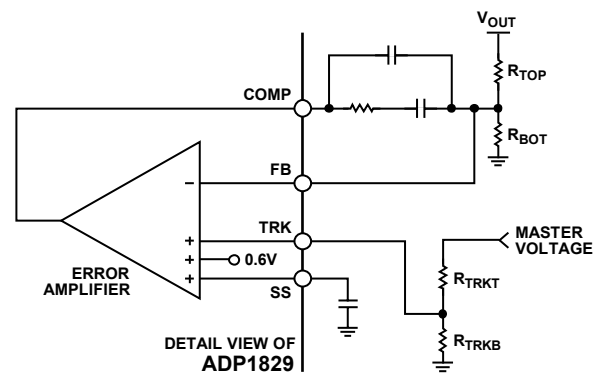 VOUT
RTOP
COMP
RBOT
FB
TRK
MASTER
VOLTAGE
−
+
+
+
0.6V
RTRKT
ERROR
AMPLIFIER
SS
RTRKB
DETAIL VIEW OF
ADP1829